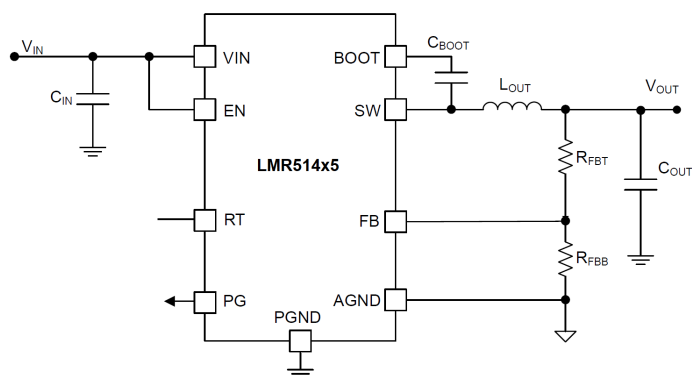 VIN
CIN
VIN
EN
RT
PG
LMR514x5
PGND
BOOT
SW
FB
AGND
CBOOT
LOUT
VOUT
RFBT
COUT
RFBB